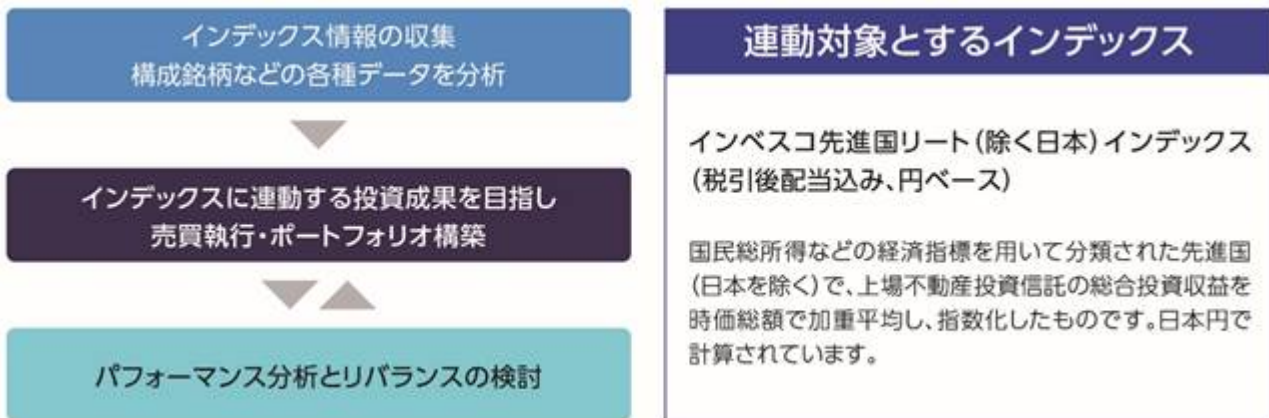 インデックス情報の収集
構成銘柄などの各種データを分析
インデックスに連動する投資成果を目指し
売買執行・ポートフォリオ構築
パフォーマンス分析とリバランスの検討
連動対象とするインデックス
インベスコ先進国リート(除く日本)インデックス
(税引後配当込み、円ベース)
国民総所得などの経済指標を用いて分類された先進国
(日本を除く)で、上場不動産投資信託の総合投資収益を
時価総額で加重平均し、指数化したものです。日本円で
計算されています。